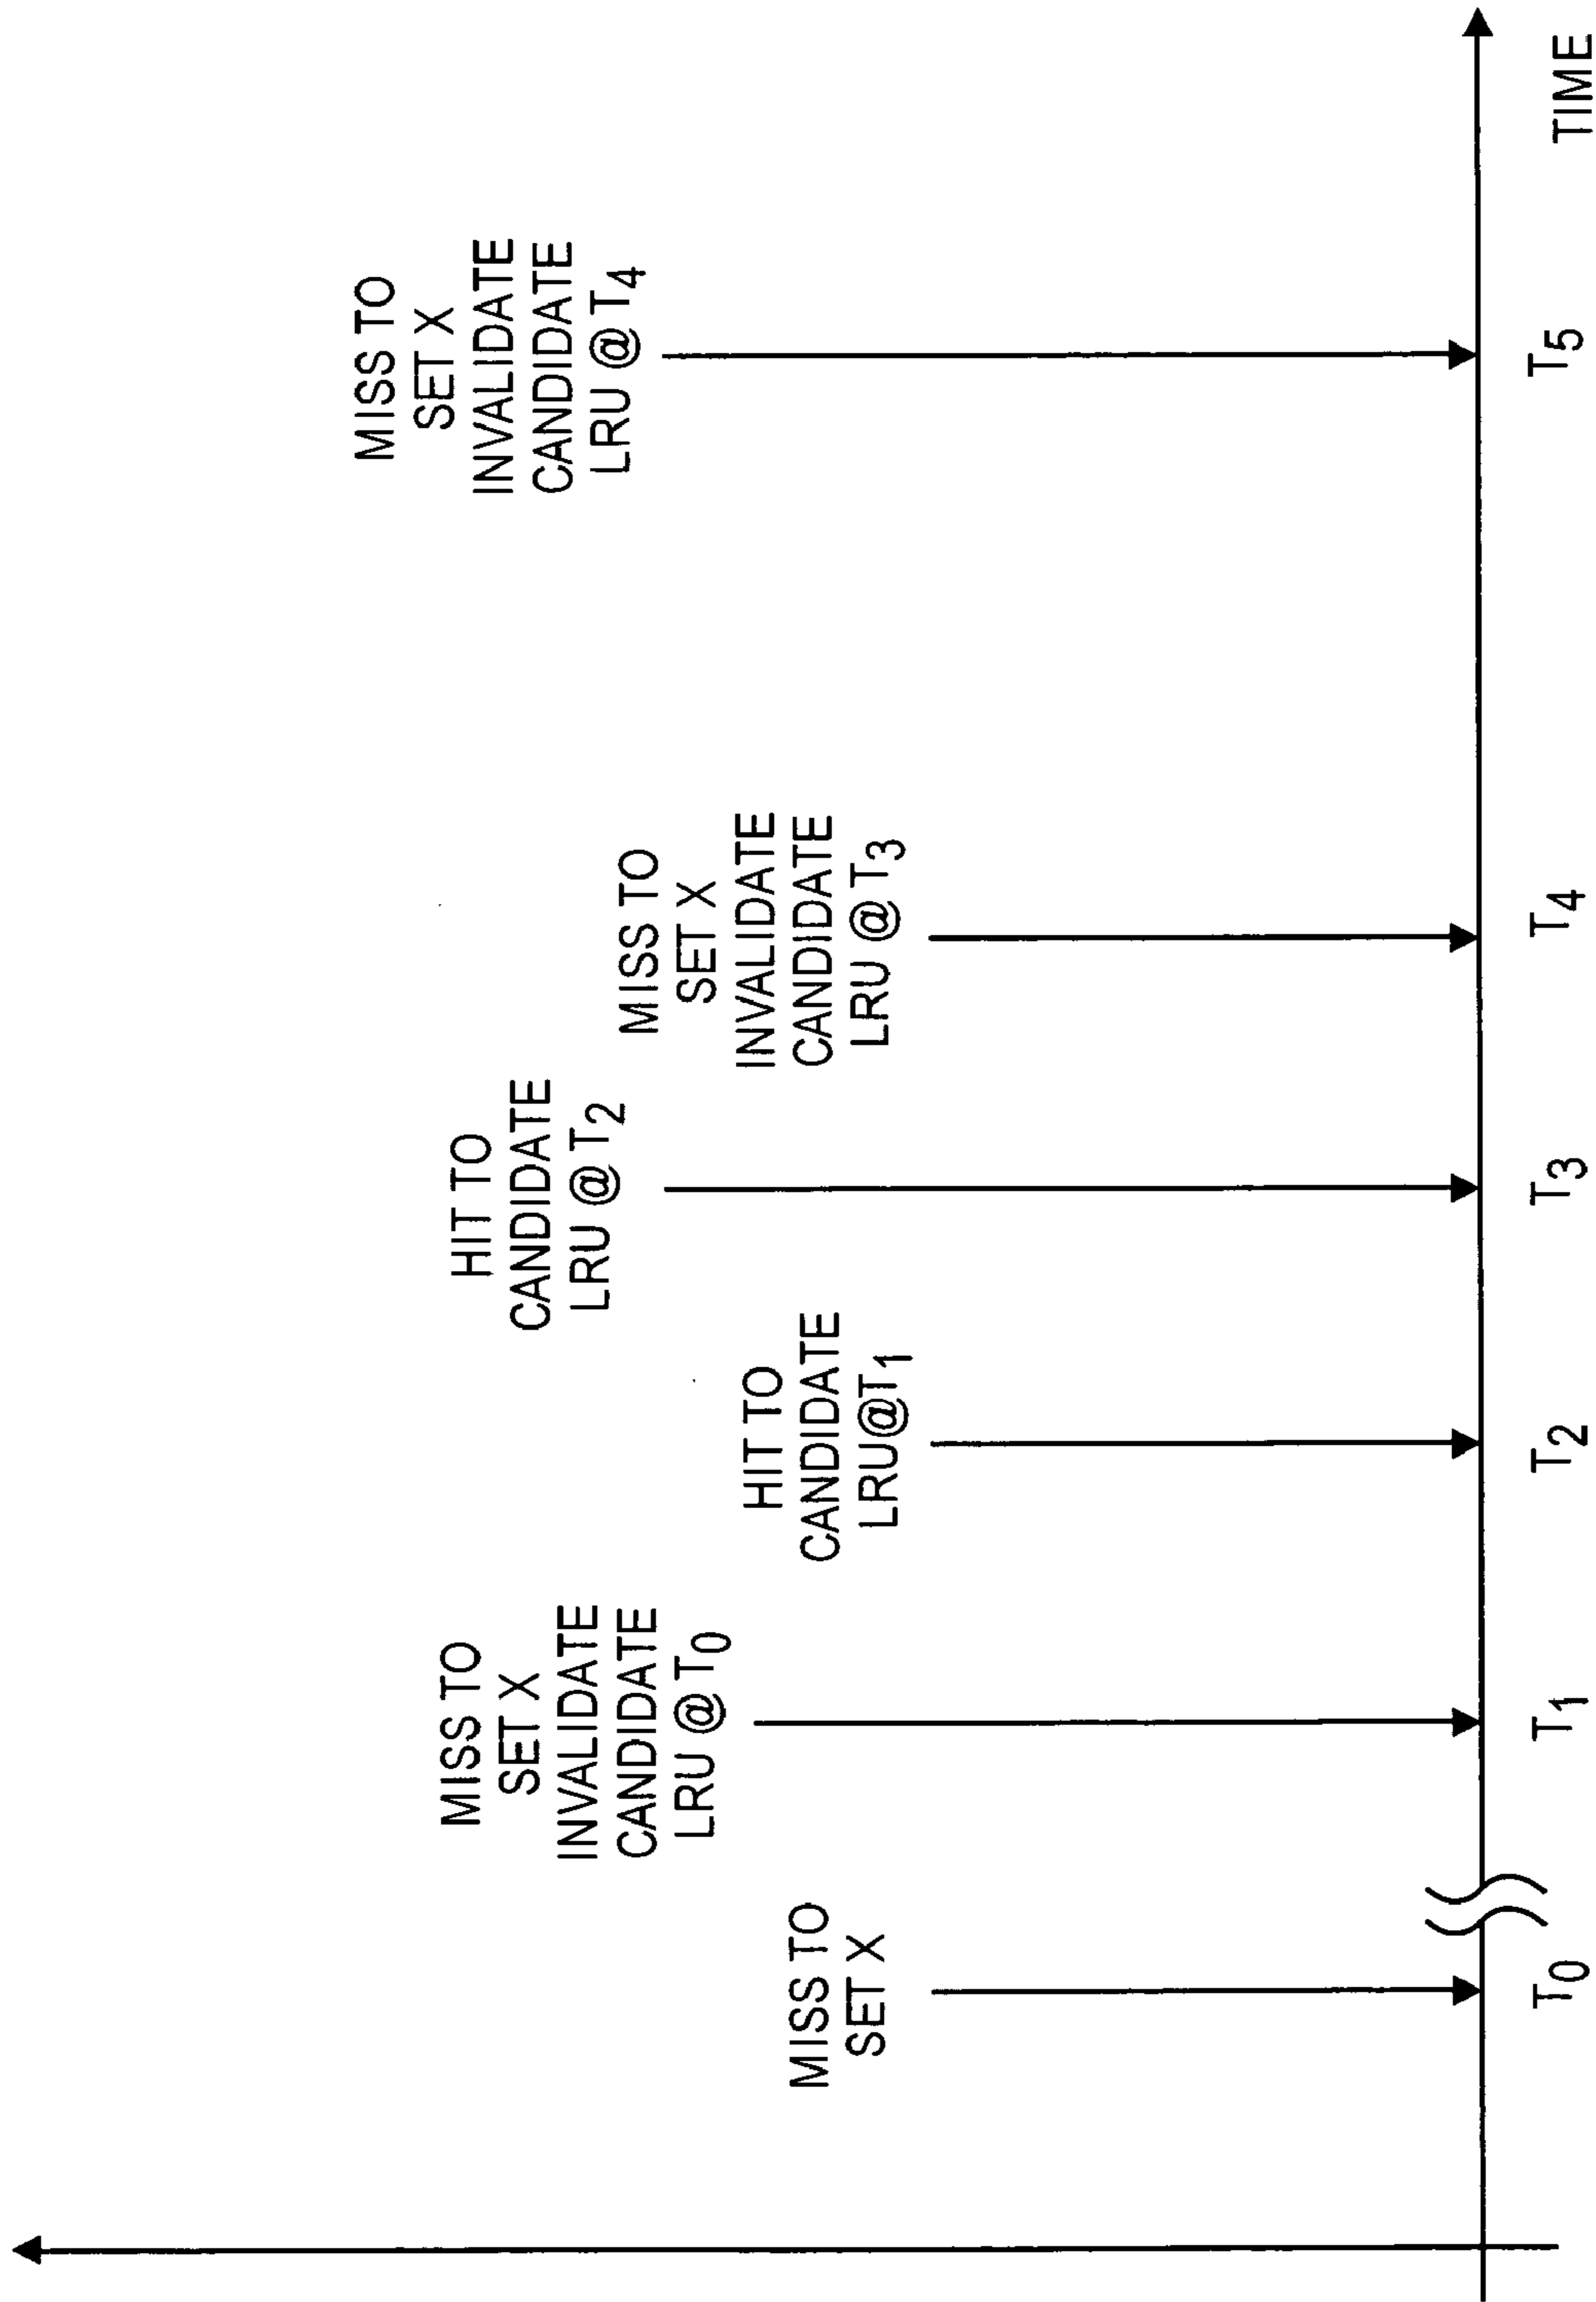 MISS TO
SET X
MISS TO
SET X
INVALIDATE
CANDIDATE
LRU @ T0
HIT TO
CANDIDATE
LRU@T1
HIT TO
CANDIDATE
LRU @ T2
MISS TO
SET X
INVALIDATE
CANDIDATE
LRU @ T3
MISS TO
SET X
INVALIDATE
CANDIDATE
LRU @ T4
T0
T1
T2
T3
T4
T5
TIME